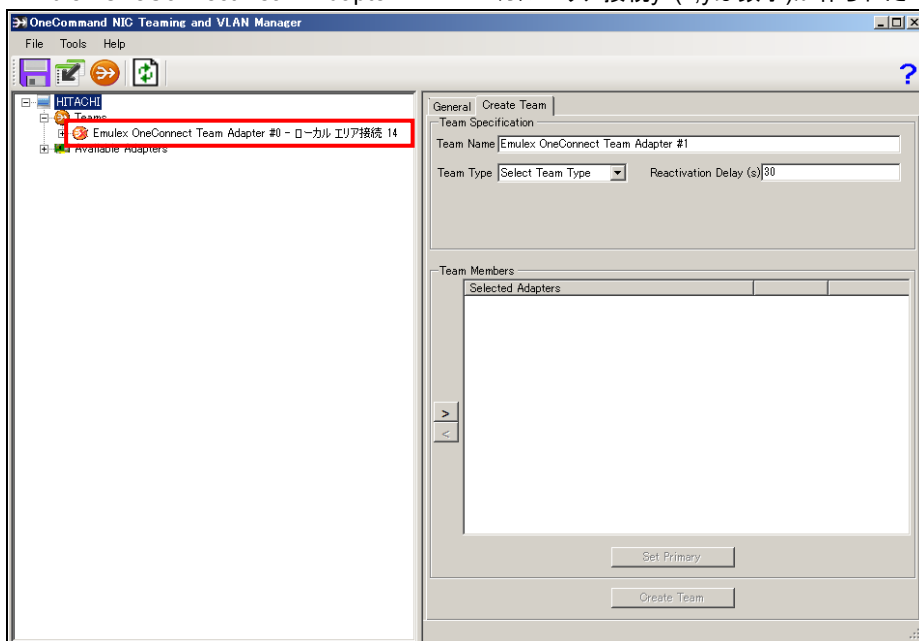 OneCommand NIC Teaming and VLAN Manager
File Tools Help
?
HITACHI
Teams
Emulex OneConnect Team Adapter #0 - ローカル エリア接続 14
Available Adapters
General Create Team
Team Specification
Team Name Emulex OneConnect Team Adapter #1
Team Type Select Team Type Reactivation Delay (s) 30
Team Members
Selected Adapters
>
<
Set Primary
Create Team